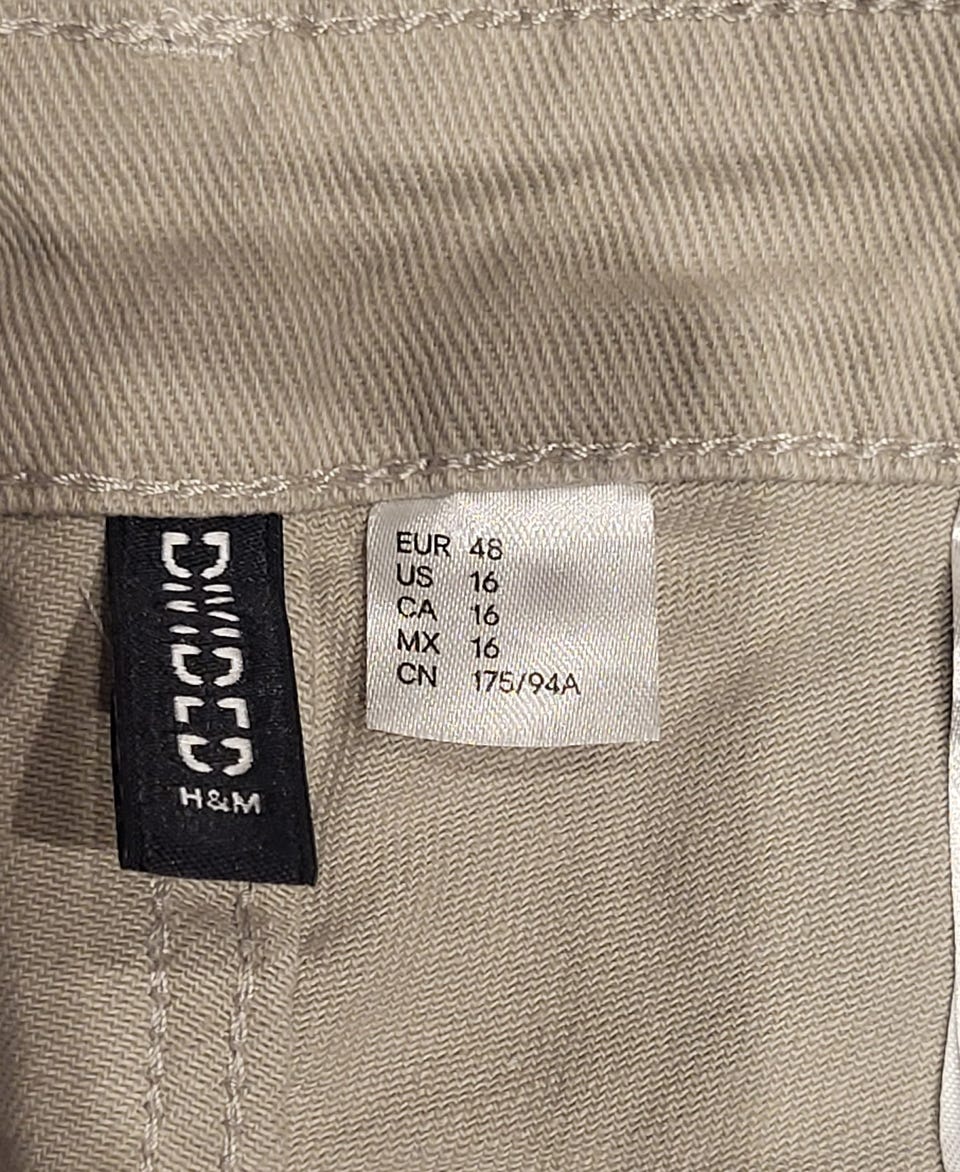 DIVIDED
H&M
EUR 48
US 16
CA 16
MX 16
CN 175/94A